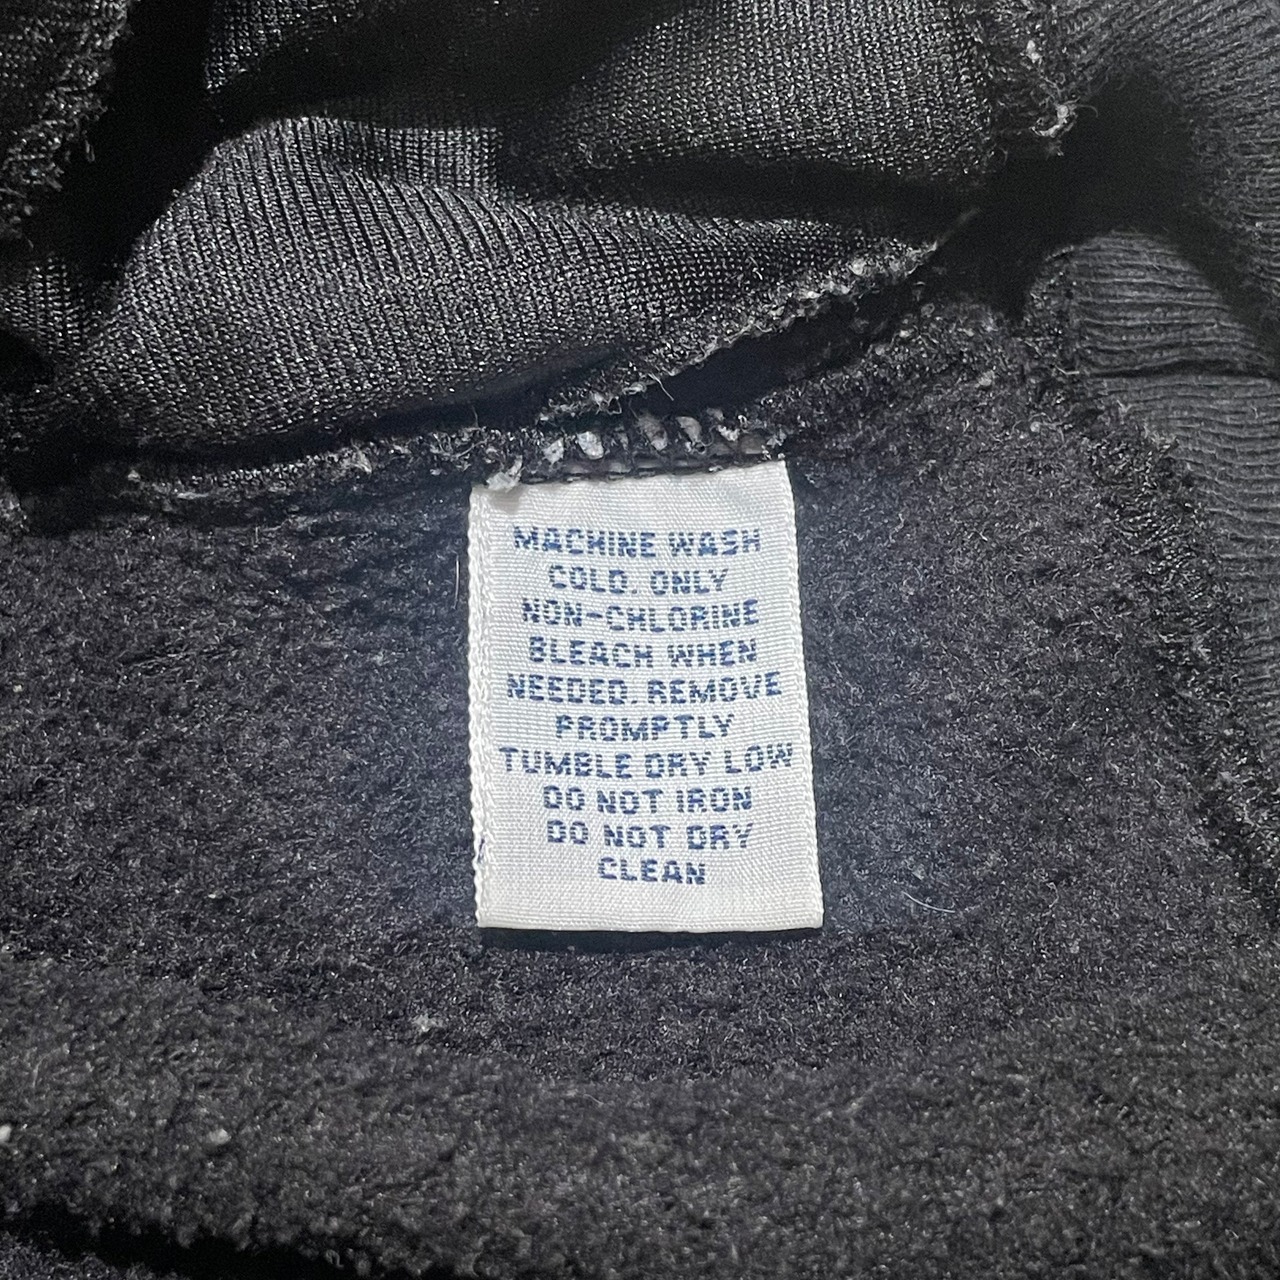 MACHINE WASH
COLD. ONLY
NON-CHLORINE
BLEACH WHEN
NEEDED. REMOVE
PROMPTLY
TUMBLE DRY LOW
DO NOT IRON
DO NOT DRY
CLEAN